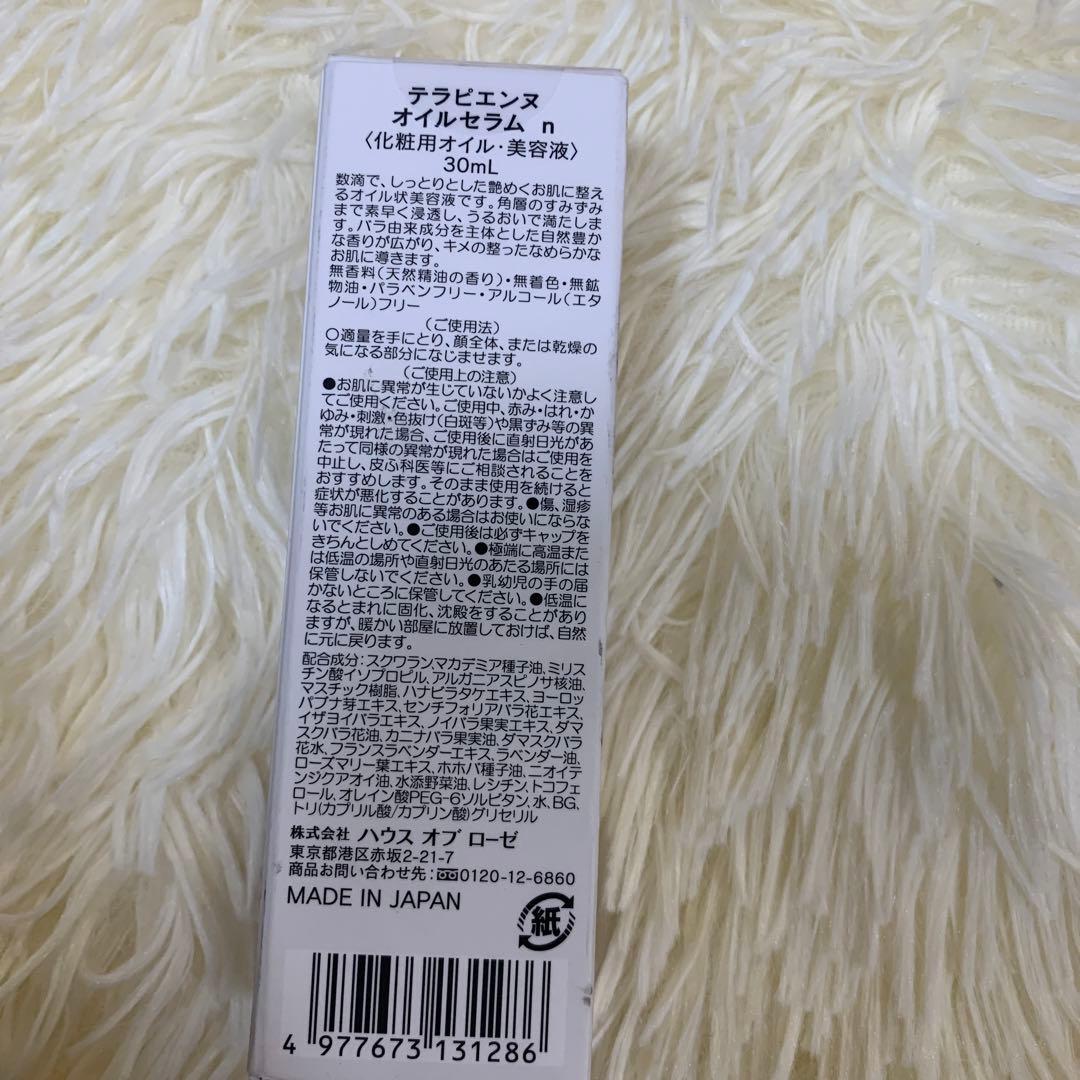 テラピエンヌ
オイルセラム n
〈化粧用オイル･美容液〉
30mL
数滴で、しっとりとした艶めくお肌に整え
るオイル状美容液です。角層のすみずみ
まで素早く浸透し、うるおいで満たしま
す。バラ由来成分を主体とした自然豊か
な香りが広がり、キメの整ったなめらかな
お肌に導きます。
無香料(天然精油の香り)・無着色・無鉱
物油・パラベンフリー・アルコール(エタ
ノール)フリー
〈ご使用法〉
○適量を手にとり、顔全体、または乾燥の
気になる部分になじませます。
〈ご使用上の注意〉
●お肌に異常が生じていないかよく注意し
てご使用ください。ご使用中、赤み・はれ・か
ゆみ・刺激・色抜け(白斑等)や黒ずみ等の異
常が現れた場合、ご使用後に直射日光があ
たって同様の異常が現れた場合はご使用を
中止し、皮ふ科医等にご相談されることを
おすすめします。そのまま使用を続けると
症状が悪化することがあります。●傷、湿疹
等お肌に異常のある場合はお使いにならな
いでください。●ご使用後は必ずキャップを
きちんとしめてください。●極端に高温また
は低温の場所や直射日光のあたる場所には
保管しないでください。●乳幼児の手の届
かないところに保管してください。●低温に
なるとまれに固化、沈殿をすることがあり
ますが、暖かい部屋に放置しておけば、自然
に元に戻ります。
配合成分：スクワラン,マカデミア種子油,ミリス
チン酸イソプロピル,アルガニアスピノサ核油,
マスチック樹脂,ハナビラタケエキス,ヨーロッ
パブナ芽エキス,センチフォリアバラ花エキス,
イザヨイバラエキス,ノイバラ果実エキス,ダマ
スクバラ花油,カニナバラ果実油,ダマスクバラ
花水,フランスラベンダーエキス,ラベンダー油,
ローズマリー葉エキス,ホホバ種子油,ニオイテ
ンジクアオイ油,水添野菜油,レシチン,トコフェ
ロール,オレイン酸PEG-6ソルビタン,水,BG,
トリ(カプリル酸/カプリン酸)グリセリル
株式会社 ハウス オブ ローゼ
東京都港区赤坂2-21-7
商品お問い合わせ先：0120-12-6860
MADE IN JAPAN
紙
4 977673 131286